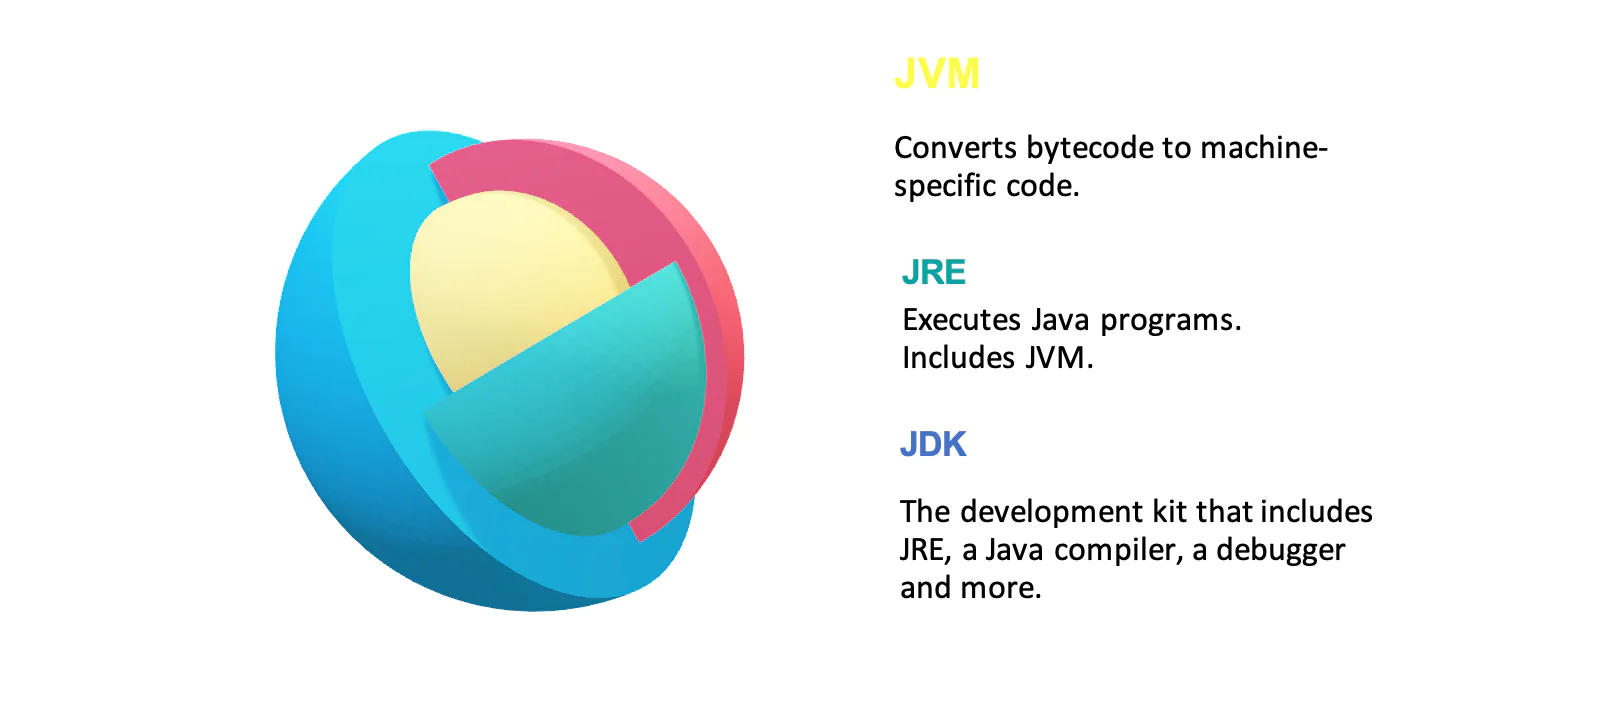 JVM
Converts bytecode to machine-
specific code.
JRE
Executes Java programs.
Includes JVM.
JDK
The development kit that includes
JRE, a Java compiler, a debugger
and more.